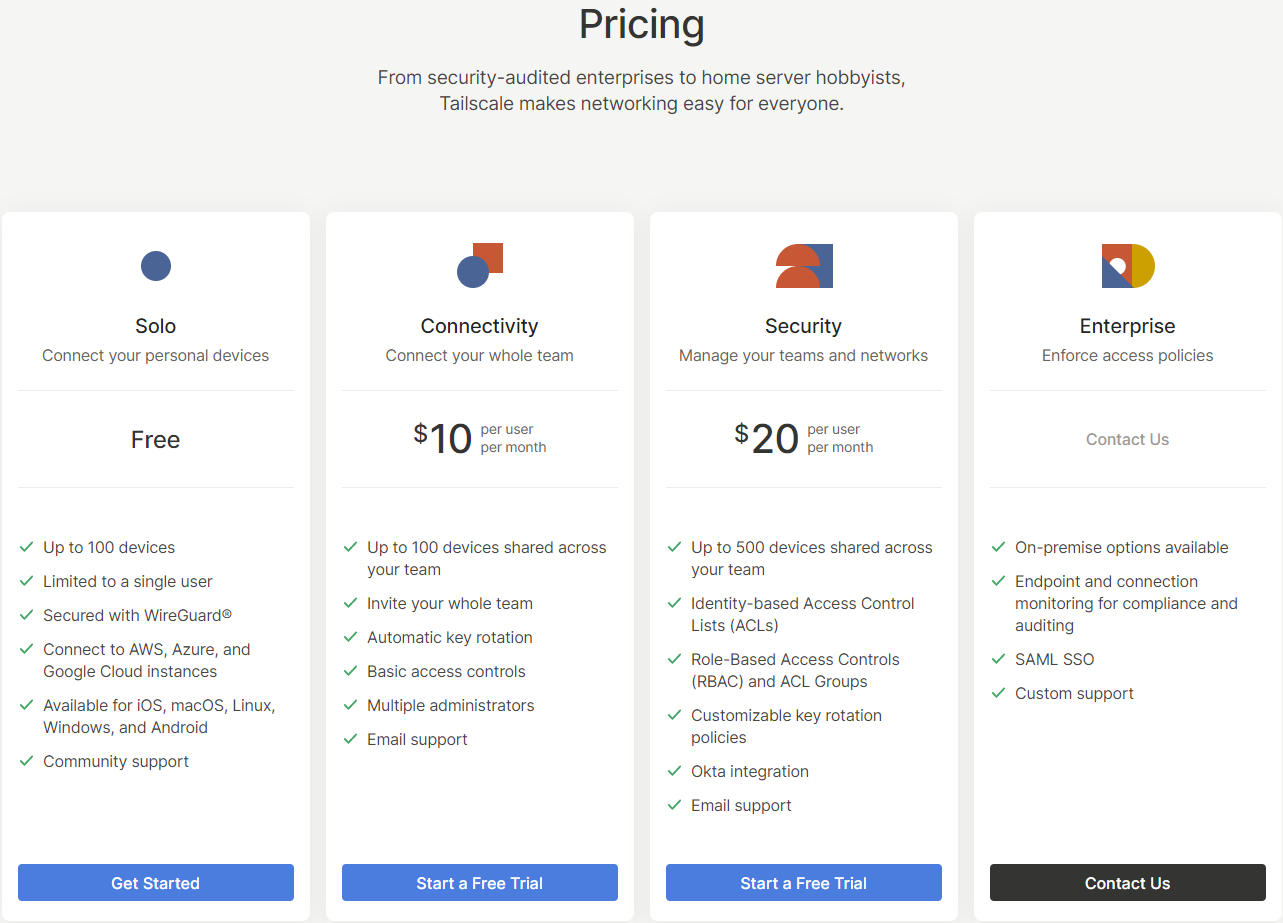 Pricing
From security-audited enterprises to home server hobbyists,
Tailscale makes networking easy for everyone.
Solo
Connect your personal devices
Free
Up to 100 devices
Limited to a single user
Secured with WireGuard®
Connect to AWS, Azure, and
Google Cloud instances
Available for iOS, macOS, Linux,
Windows, and Android
Community support
Get Started
Connectivity
Connect your whole team
$10 per user
per month
Up to 100 devices shared across
your team
Invite your whole team
Automatic key rotation
Basic access controls
Multiple administrators
Email support
Start a Free Trial
Security
Manage your teams and networks
$20 per user
per month
Up to 500 devices shared across
your team
Identity-based Access Control
Lists (ACLs)
Role-Based Access Controls
(RBAC) and ACL Groups
Customizable key rotation
policies
Okta integration
Email support
Start a Free Trial
Enterprise
Enforce access policies
Contact Us
On-premise options available
Endpoint and connection
monitoring for compliance and
auditing
SAML SSO
Custom support
Contact Us